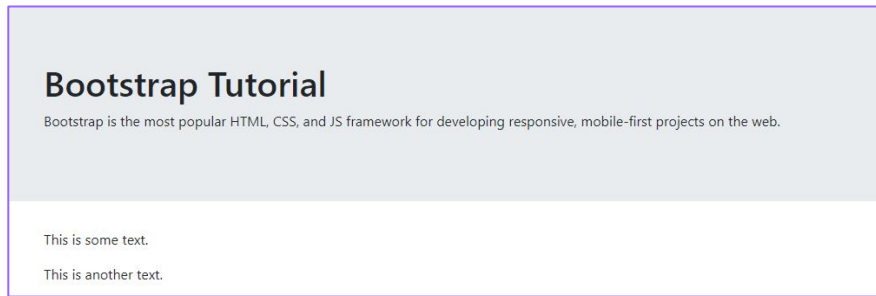 Bootstrap Tutorial
Bootstrap is the most popular HTML, CSS, and JS framework for developing responsive, mobile-first projects on the web.
This is some text.
This is another text.